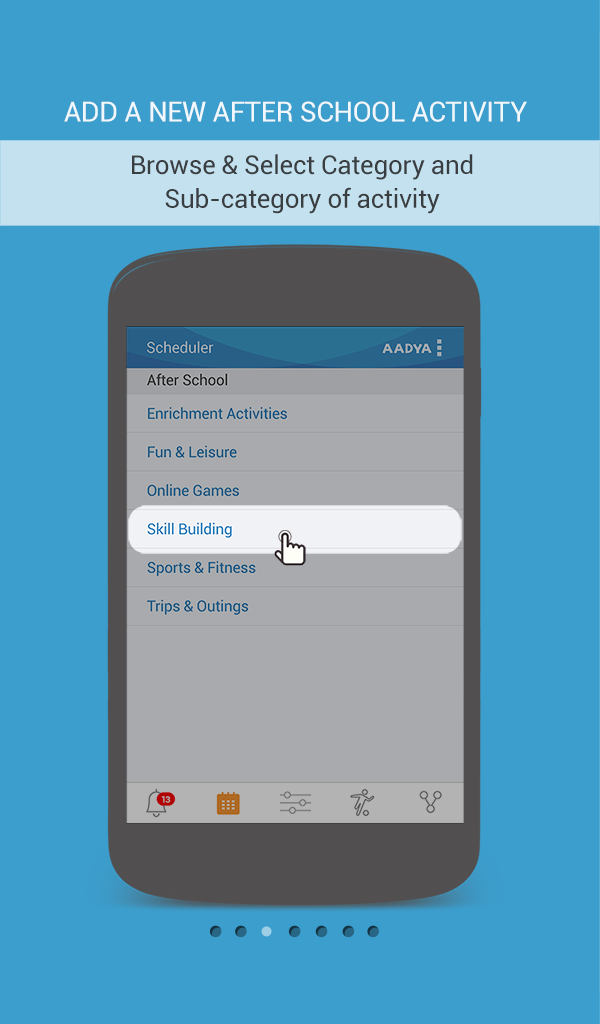 ADD A NEW AFTER SCHOOL ACTIVITY
Browse & Select Category and
Sub-category of activity
Scheduler AADYA
After School
Enrichment Activities
Fun & Leisure
Online Games
Skill Building
Sports & Fitness
Trips & Outings
13